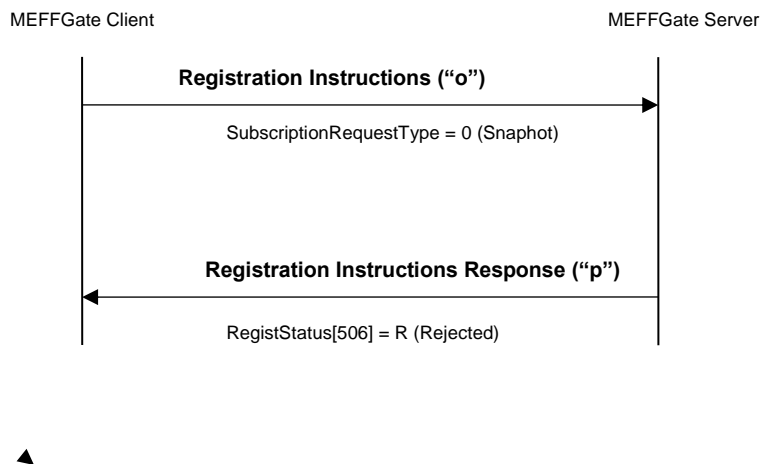 MEFFGate Client
MEFFGate Server
Registration Instructions (“o”)
SubscriptionRequestType = 0 (Snaphot)
Registration Instructions Response (“p”)
RegistStatus[506] = R (Rejected)